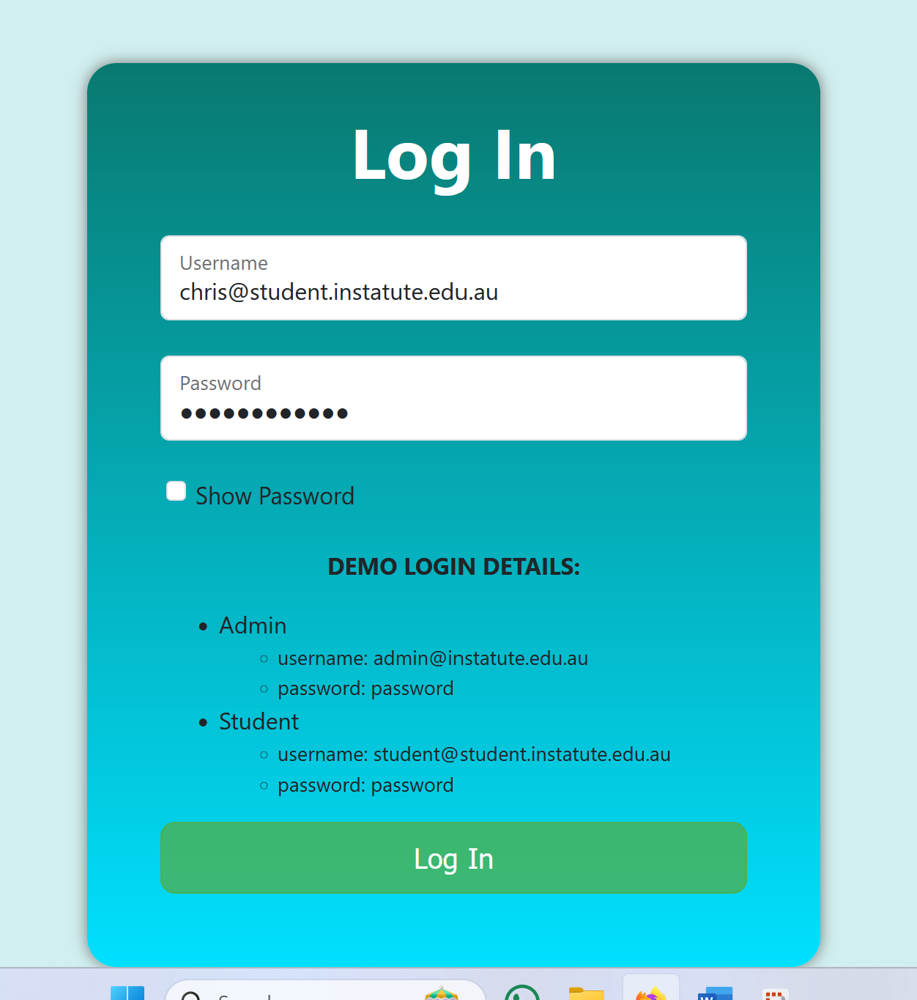 Log In
Username
chris@student.instatute.edu.au
Password
●●●●●●●●●●●●
Show Password
DEMO LOGIN DETAILS:
Admin
username: admin@instatute.edu.au
password: password
Student
username: student@student.instatute.edu.au
password: password
Log In